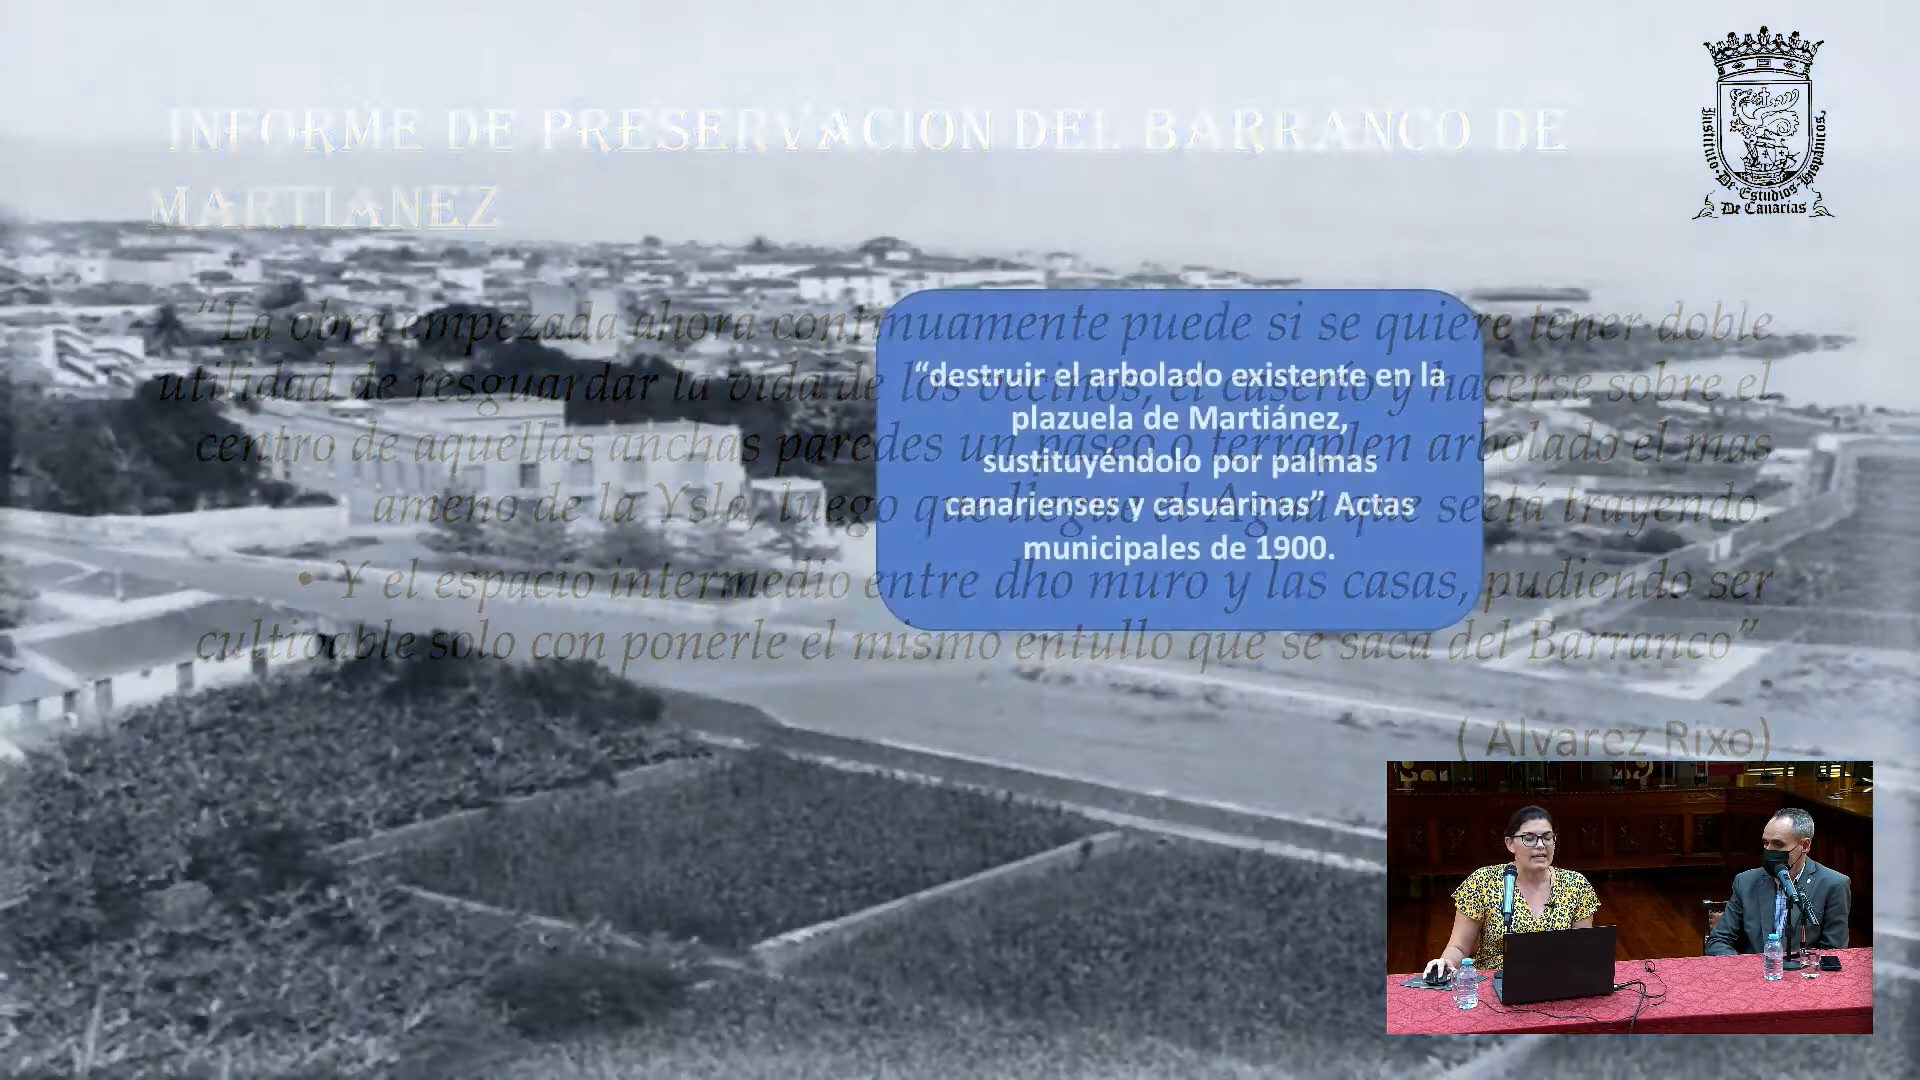 INFORME DE PRESERVACION DEL BARRANCO DE
MARTIANEZ
Instituto De Estudios Hispánicos
De Canarias
“La obra empezada ahora continuamente puede si se quiere tener doble
utilidad de resguardar la vida de los vecinos, el caserío y hacerse sobre el
centro de aquellas anchas paredes un paseo o terraplen arbolado el mas
ameno de la Ysla, luego que llegue el Agua que seetá trayendo.
• Y el espacio intermedio entre dho muro y las casas, pudiendo ser
cultivable solo con ponerle el mismo entullo que se saca del Barranco”
( Alvarez Rixo)
“destruir el arbolado existente en la
plazuela de Martiánez,
sustituyéndolo por palmas
canarienses y casuarinas” Actas
municipales de 1900.